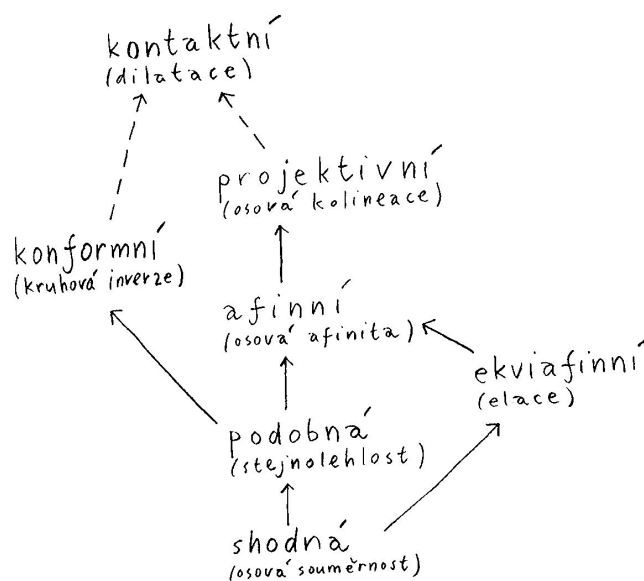 kontaktní
(dilatace)
projektivní
(osová kolineace)
konformní
(kruhová inverze)
afinní
(osová afinita)
ekviafinní
(elace)
podobná
(stejnolehlost)
shodná
(osová souměrnost)